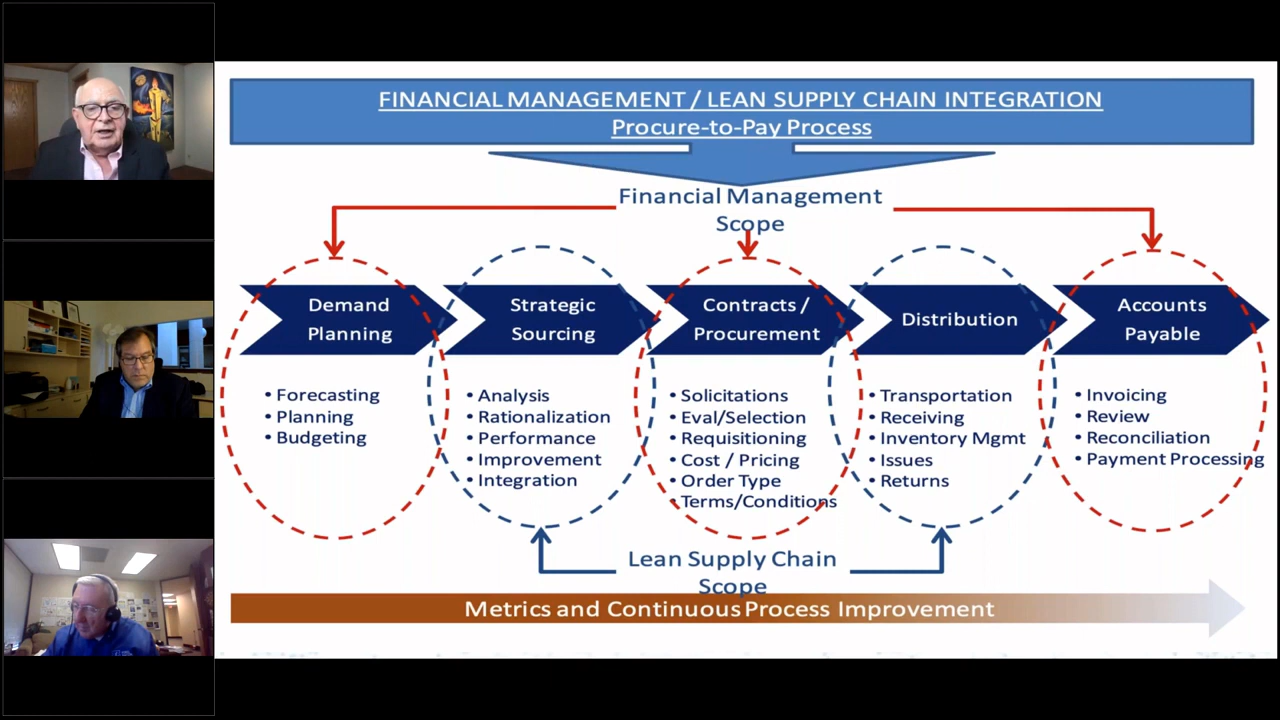 FINANCIAL MANAGEMENT / LEAN SUPPLY CHAIN INTEGRATION
Procure-to-Pay Process
Financial Management
Scope
Demand
Planning
• Forecasting
• Planning
• Budgeting
Strategic
Sourcing
• Analysis
• Rationalization
• Performance
• Improvement
• Integration
Contracts /
Procurement
• Solicitations
• Eval/Selection
• Requisitioning
• Cost / Pricing
• Order Type
• Terms/Conditions
Distribution
• Transportation
• Receiving
• Inventory Mgmt
• Issues
• Returns
Accounts
Payable
• Invoicing
• Review
• Reconciliation
• Payment Processing
Lean Supply Chain
Scope
Metrics and Continuous Process Improvement